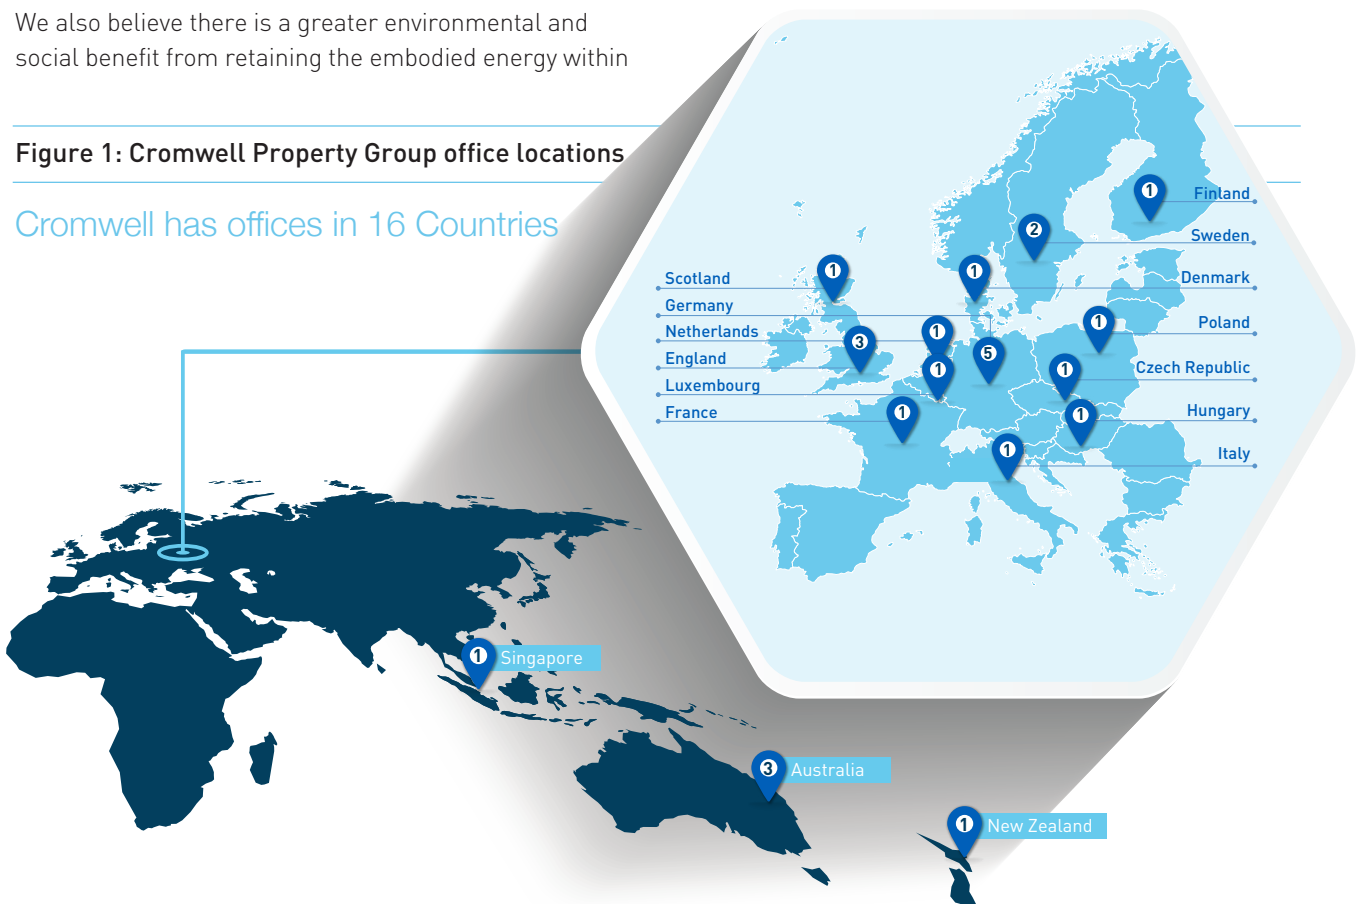 We also believe there is a greater environmental and
social benefit from retaining the embodied energy within
Figure 1: Cromwell Property Group office locations
Cromwell has offices in 16 Countries
Scotland
Germany
Netherlands
England
Luxembourg
France
1
3
1
1
1
5
2
1
1
1
1
1
1
Finland
Sweden
Denmark
Poland
Czech Republic
Hungary
Italy
1 Singapore
3 Australia
1 New Zealand